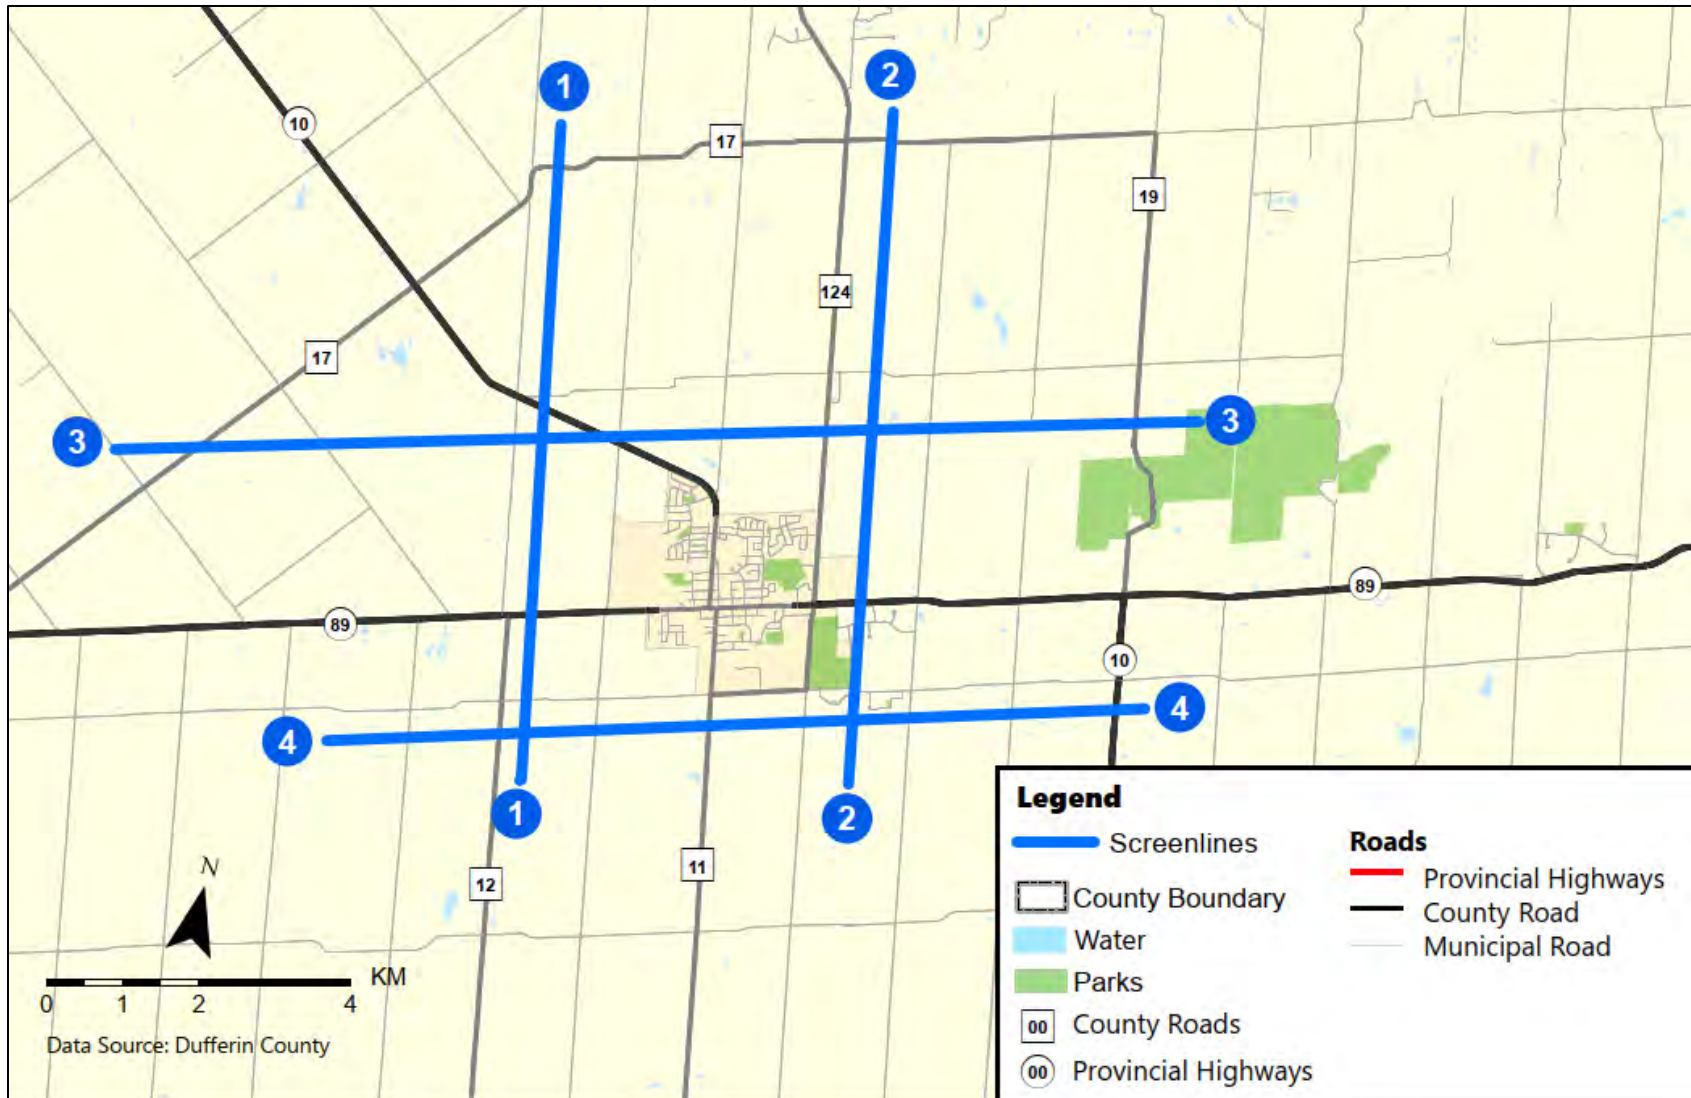 1
2
10
17
19
124
17
3
3
89
89
10
4
4
1
2
12
11
N
KM
0 1 2 4
Data Source: Dufferin County
Legend
Screenlines
County Boundary
Water
Parks
00 County Roads
00 Provincial Highways
Roads
Provincial Highways
County Road
Municipal Road